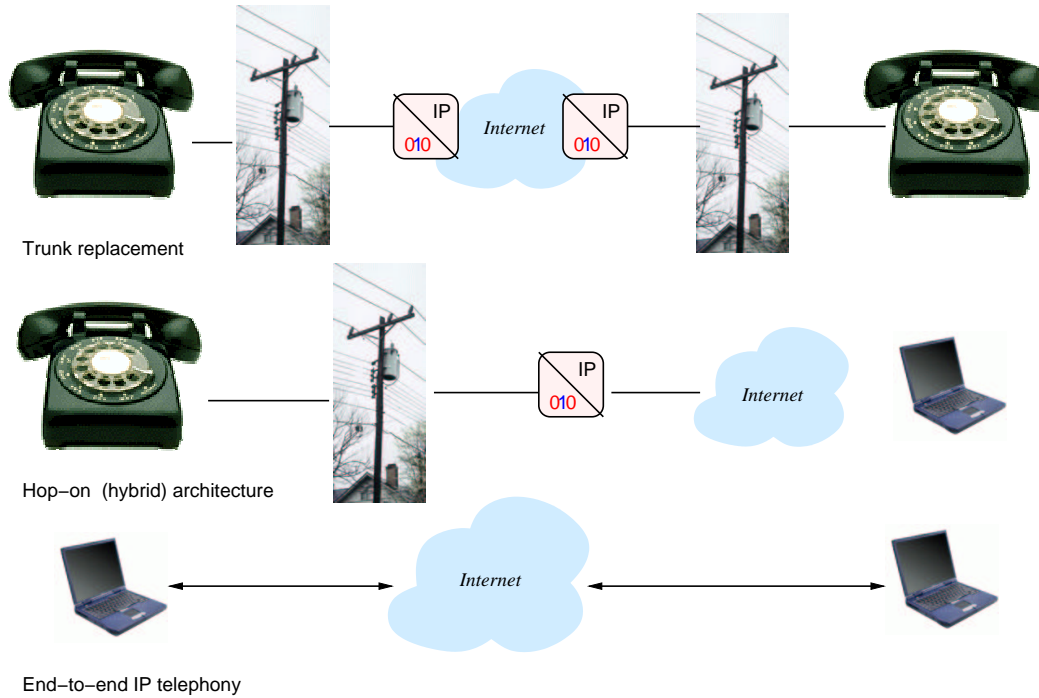 IP
010
Internet
IP
010
Trunk replacement
IP
010
Internet
Hop−on (hybrid) architecture
Internet
End−to−end IP telephony